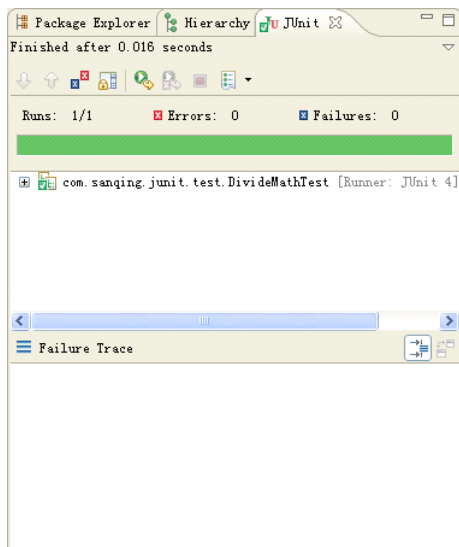 Package Explorer Hierarchy JUnit
Finished after 0.016 seconds
Runs: 1/1 Errors: 0 Failures: 0
com.sanqing.junit.test.DivideMathTest [Runner: JUnit 4]
Failure Trace